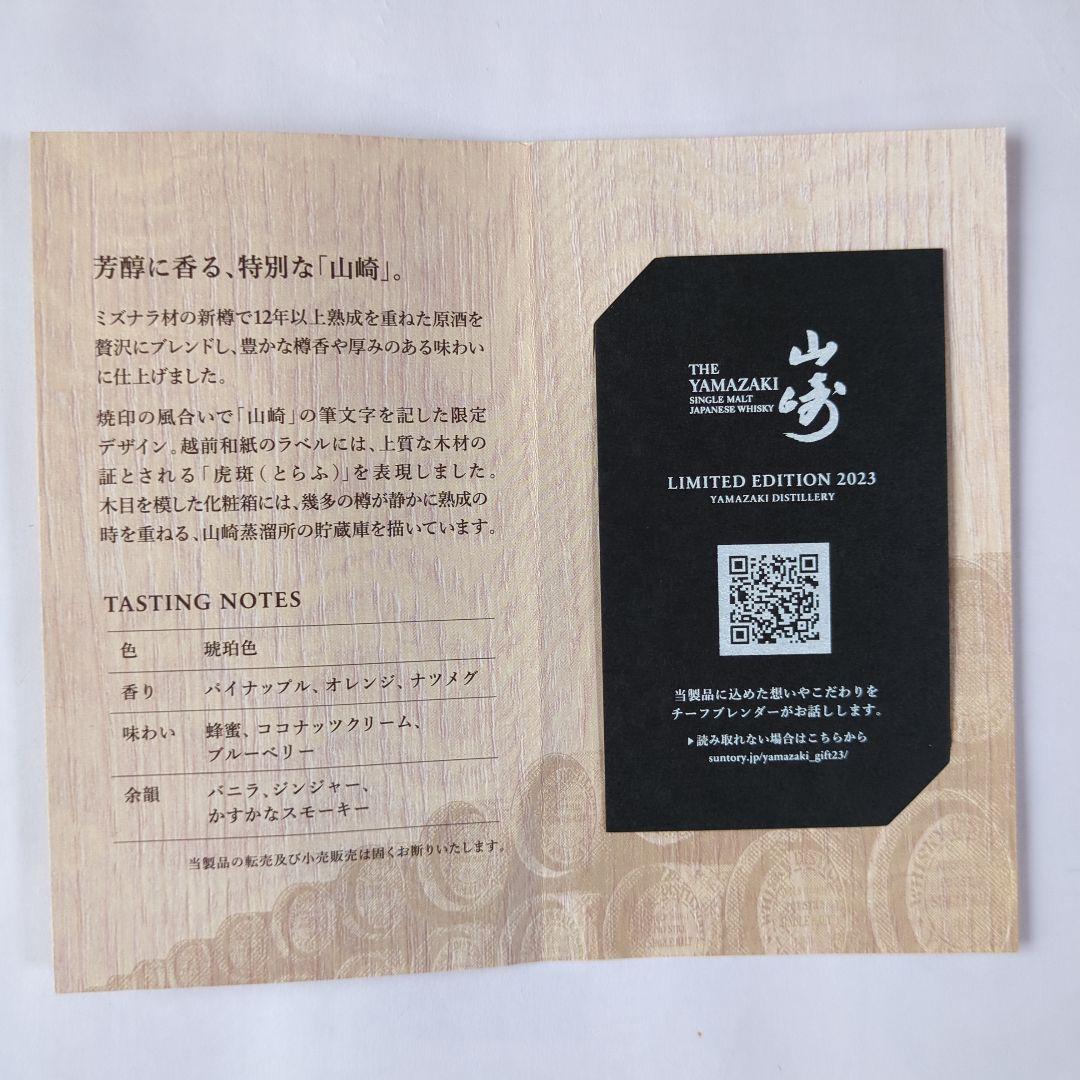 芳醇に香る、特別な「山崎」。
ミズナラ材の新樽で12年以上熟成を重ねた原酒を
贅沢にブレンドし、豊かな樽香や厚みのある味わい
に仕上げました。
焼印の風合いで「山崎」の筆文字を記した限定
デザイン。越前和紙のラベルには、上質な木材の
証とされる「虎斑（とらふ）」を表現しました。
木目を模した化粧箱には、幾多の樽が静かに熟成の
時を重ねる、山崎蒸溜所の貯蔵庫を描いています。
TASTING NOTES
色 琥珀色
香り パイナップル、オレンジ、ナツメグ
味わい 蜂蜜、ココナッツクリーム、
ブルーベリー
余韻 バニラ、ジンジャー、
かすかなスモーキー
当製品の転売及び小売販売は固くお断りいたします。
THE
YAMAZAKI
SINGLE MALT
JAPANESE WHISKY
山崎
LIMITED EDITION 2023
YAMAZAKI DISTILLERY
当製品に込めた想いやこだわりを
チーフブレンダーがお話しします。
▶読み取れない場合はこちらから
suntory.jp/yamazaki_gift23/